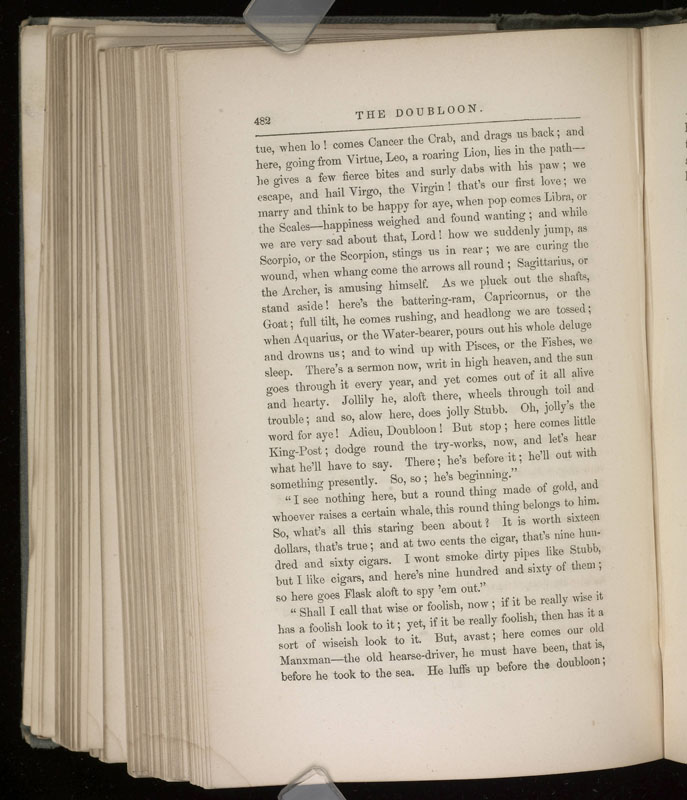 482
THE DOUBLOON.
tue, when lo! comes Cancer the Crab, and drags us back; and
here, going from Virtue, Leo, a roaring Lion, lies in the path—
he gives a few fierce bites and surly dabs with his paw; we
escape, and hail Virgo, the Virgin! that's our first love; we
marry and think to be happy for aye, when pop comes Libra, or
the Scales—happiness weighed and found wanting; and while
we are very sad about that, Lord! how we suddenly jump, as
Scorpio, or the Scorpion, stings us in rear; we are curing the
wound, when whang come the arrows all round; Sagittarius, or
the Archer, is amusing himself. As we pluck out the shafts,
stand aside! here's the battering-ram, Capricornus, or the
Goat; full tilt, he comes rushing, and headlong we are tossed;
when Aquarius, or the Water-bearer, pours out his whole deluge
and drowns us; and to wind up with Pisces, or the Fishes, we
sleep. There's a sermon now, writ in high heaven, and the sun
goes through it every year, and yet comes out of it all alive
and hearty. Jollily he, aloft there, wheels through toil and
trouble; and so, alow here, does jolly Stubb. Oh, jolly's the
word for aye! Adieu, Doubloon! But stop; here comes little
King-Post; dodge round the try-works, now, and let's hear
what he'll have to say. There; he's before it; he'll out with
something presently. So, so; he's beginning."
"I see nothing here, but a round thing made of gold, and
whoever raises a certain whale, this round thing belongs to him.
So, what's all this staring been about? It is worth sixteen
dollars, that's true; and at two cents the cigar, that's nine hun-
dred and sixty cigars. I wont smoke dirty pipes like Stubb,
but I like cigars, and here's nine hundred and sixty of them;
so here goes Flask aloft to spy 'em out."
"Shall I call that wise or foolish, now; if it be really wise it
has a foolish look to it; yet, if it be really foolish, then has it a
sort of wiseish look to it. But, avast; here comes our old
Manxman—the old hearse-driver, he must have been, that is,
before he took to the sea. He luffs up before the doubloon;